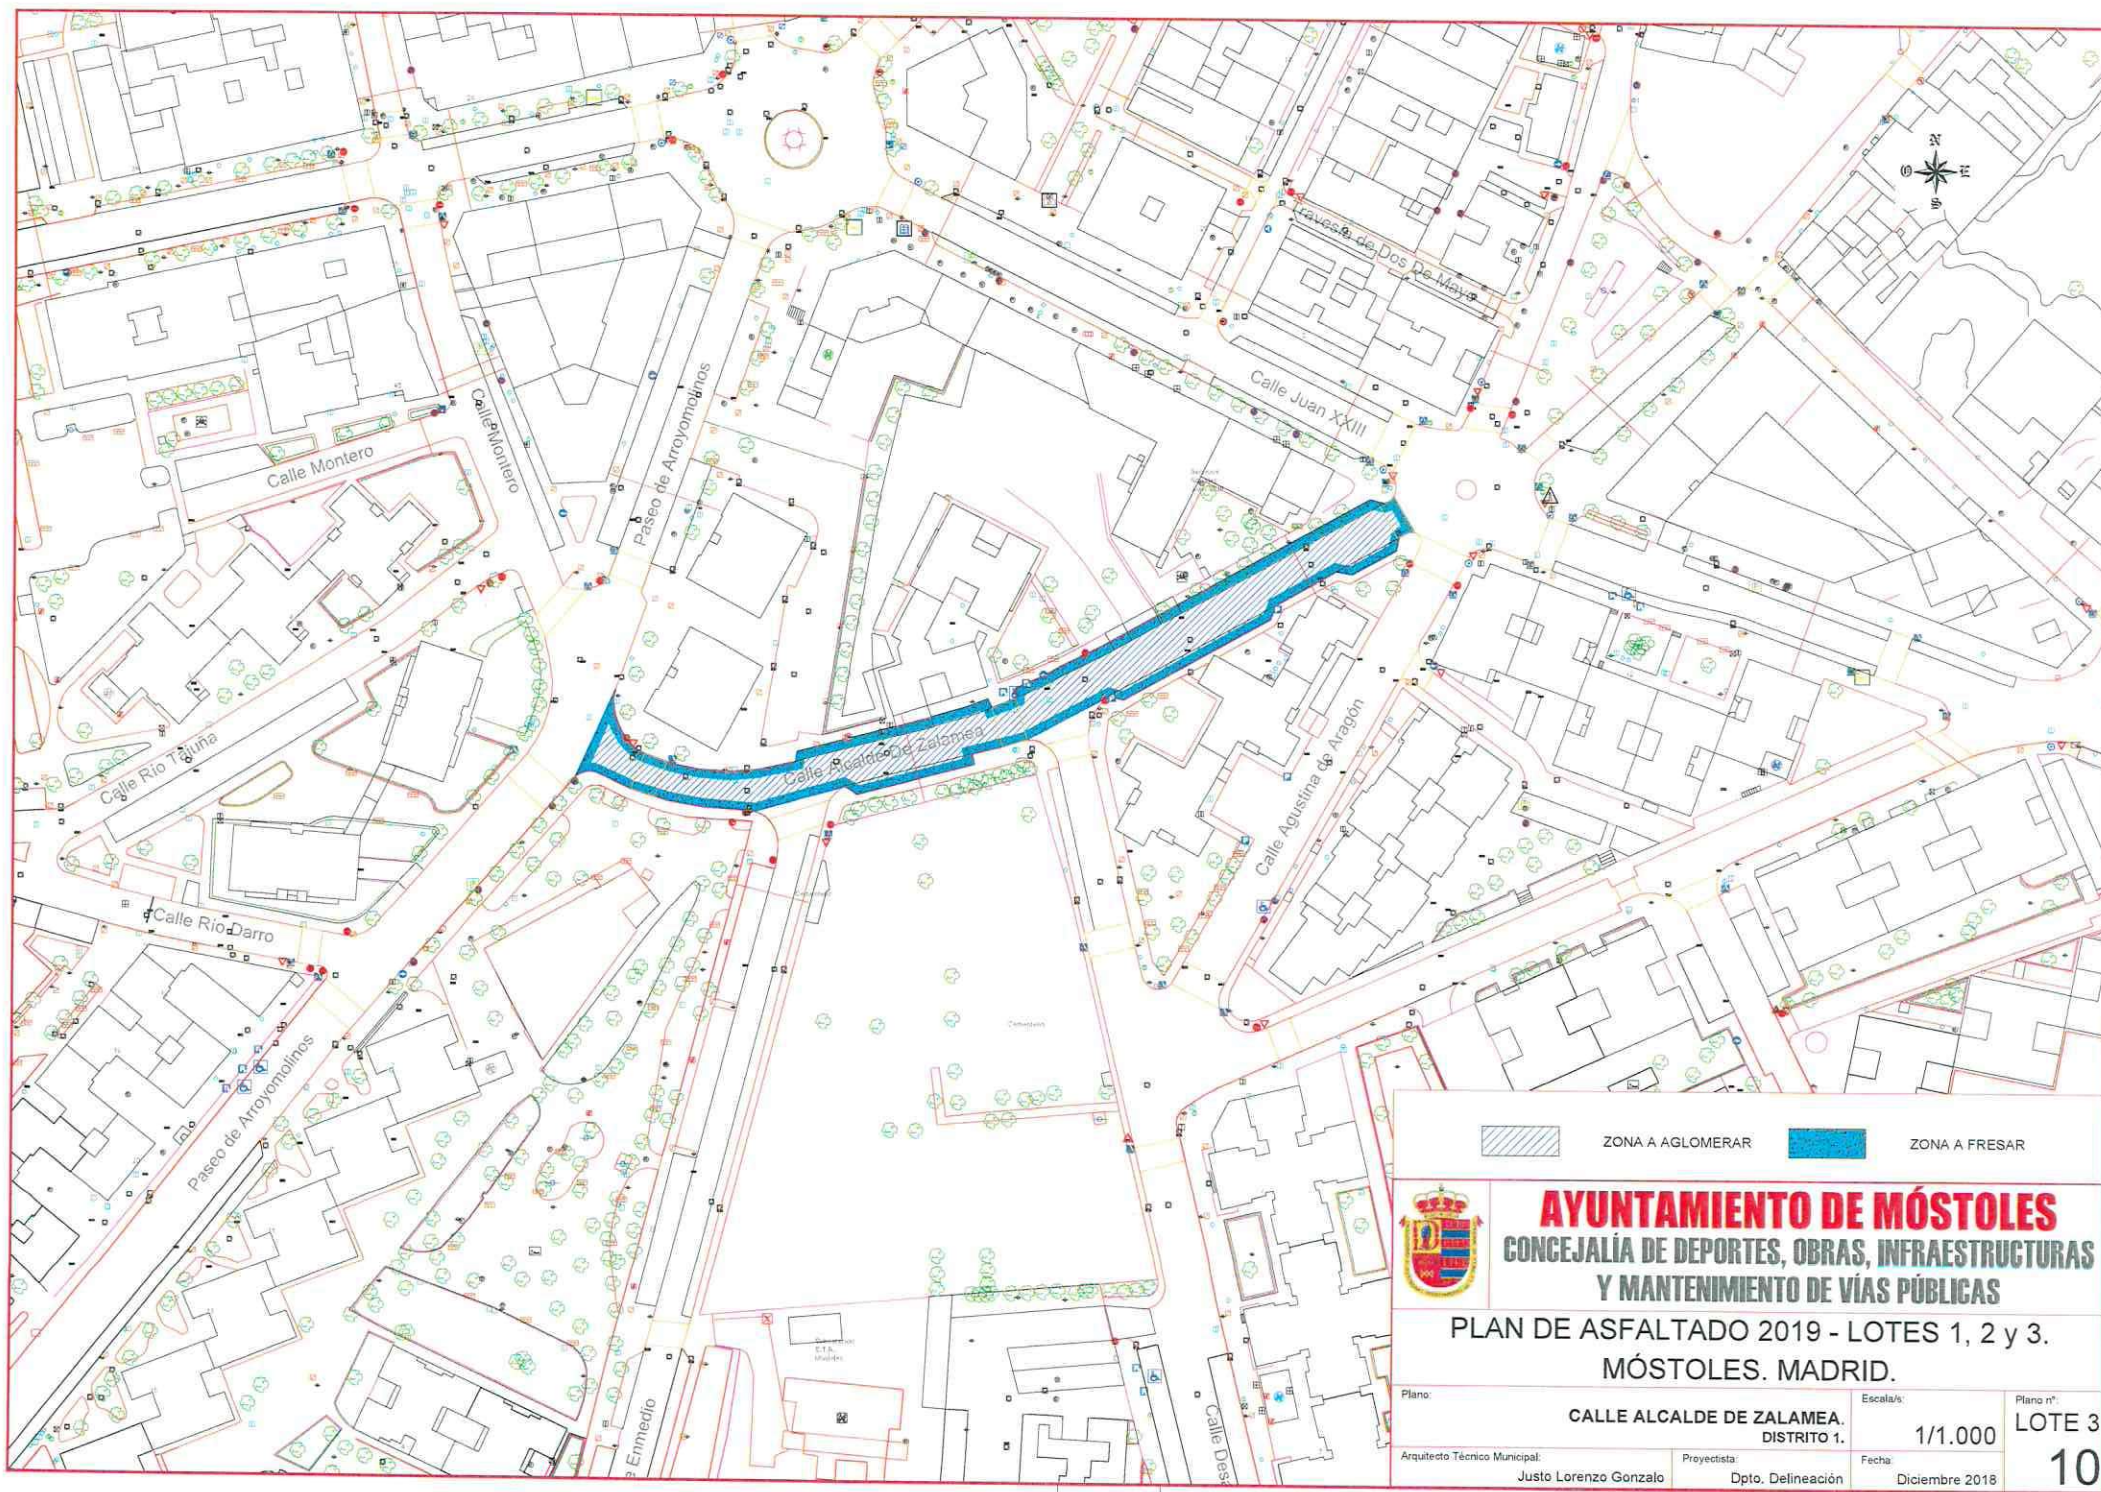 N
O
E
S
Travesía de Dos De Mayo
Calle Juan XXIII
Calle Montero
Calle Montero
Paseo de Arroyomolinos
Calle Alcalde De Zalamea
Calle Río Tajuña
Calle Agustina de Aragón
Calle Río Darro
Paseo de Arroyomolinos
Cementerio
ZONA A AGLOMERAR
ZONA A FRESAR
AYUNTAMIENTO DE MÓSTOLES
CONCEJALÍA DE DEPORTES, OBRAS, INFRAESTRUCTURAS
Y MANTENIMIENTO DE VÍAS PÚBLICAS
PLAN DE ASFALTADO 2019 - LOTES 1, 2 y 3.
MÓSTOLES. MADRID.
Plano:
CALLE ALCALDE DE ZALAMEA.
DISTRITO 1.
Escala/s:
1/1.000
Plano nº:
LOTE 3
10
Arquitecto Técnico Municipal:
Justo Lorenzo Gonzalo
Proyectista:
Dpto. Delineación
Fecha:
Diciembre 2018
e Enmedio
Calle Desa